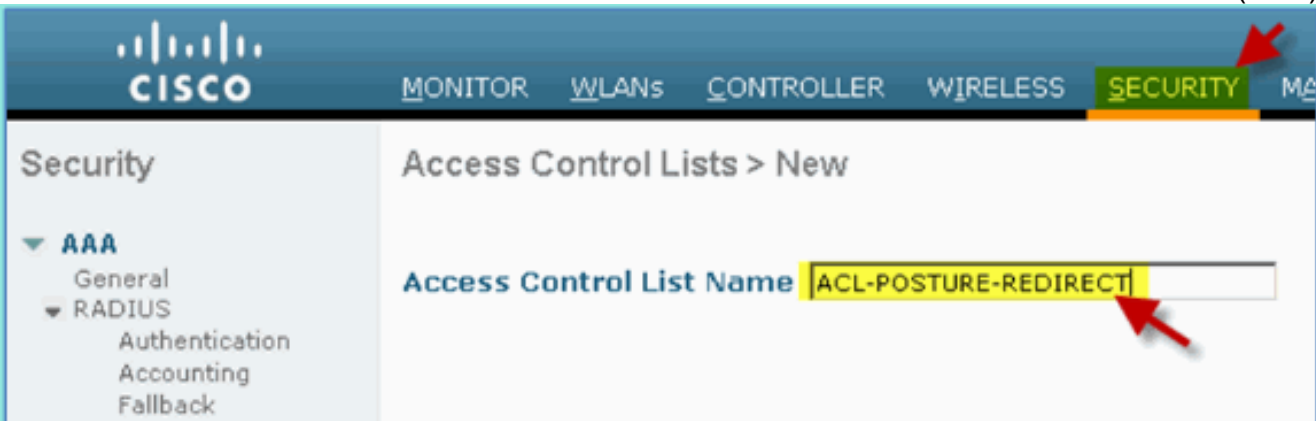 CISCO
MONITOR WLANs CONTROLLER WIRELESS SECURITY
Security
Access Control Lists > New
AAA
General
Access Control List Name ACL-POSTURE-REDIRECT
RADIUS
Authentication
Accounting
Fallback